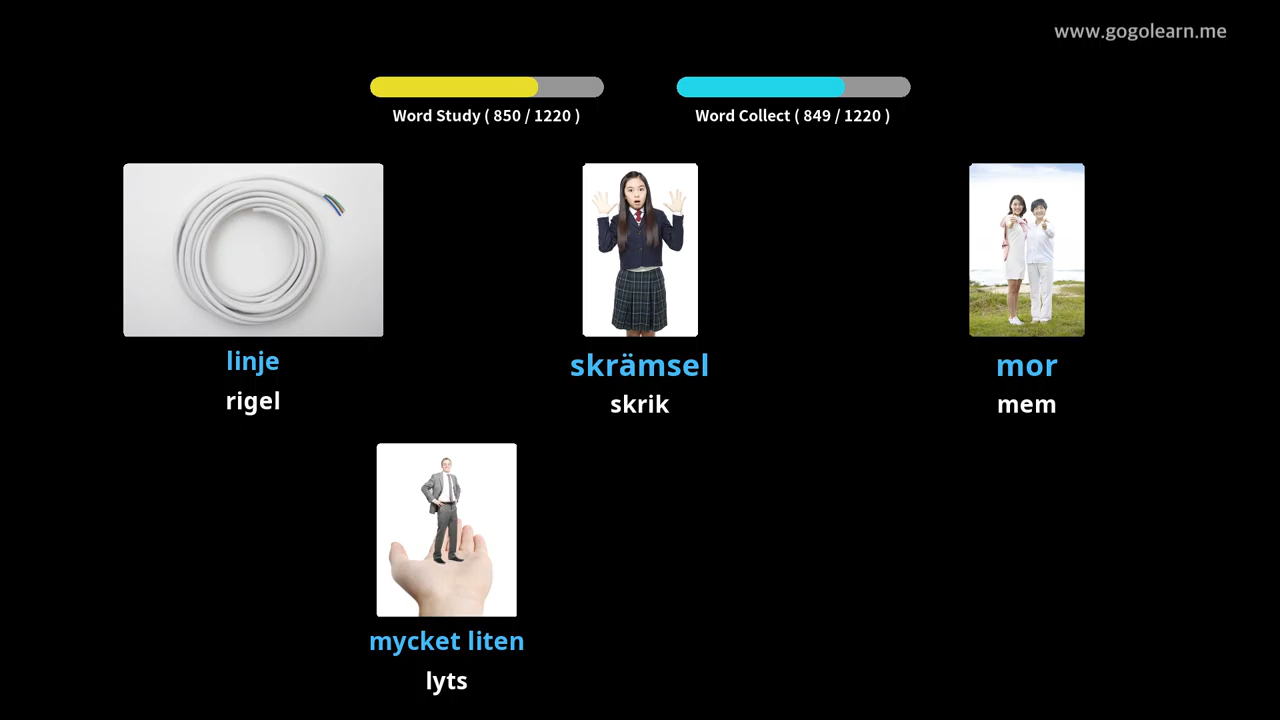 www.gogolearn.me
Word Study ( 850 / 1220 )
Word Collect ( 849 / 1220 )
linje
rigel
skrämsel
skrik
mor
mem
mycket liten
lyts